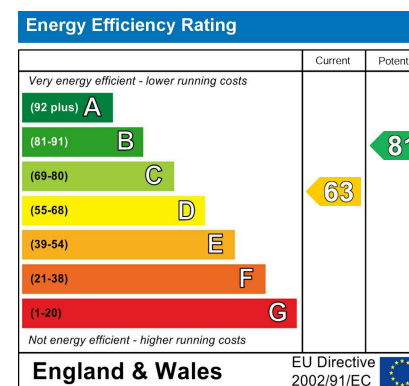 Energy Efficiency Rating
Current
Potent
Very energy efficient - lower running costs
(92 plus) A
(81-91) B
81
(69-80) C
63
(55-68) D
(39-54) E
(21-38) F
(1-20) G
Not energy efficient - higher running costs
England & Wales
EU Directive
2002/91/EC